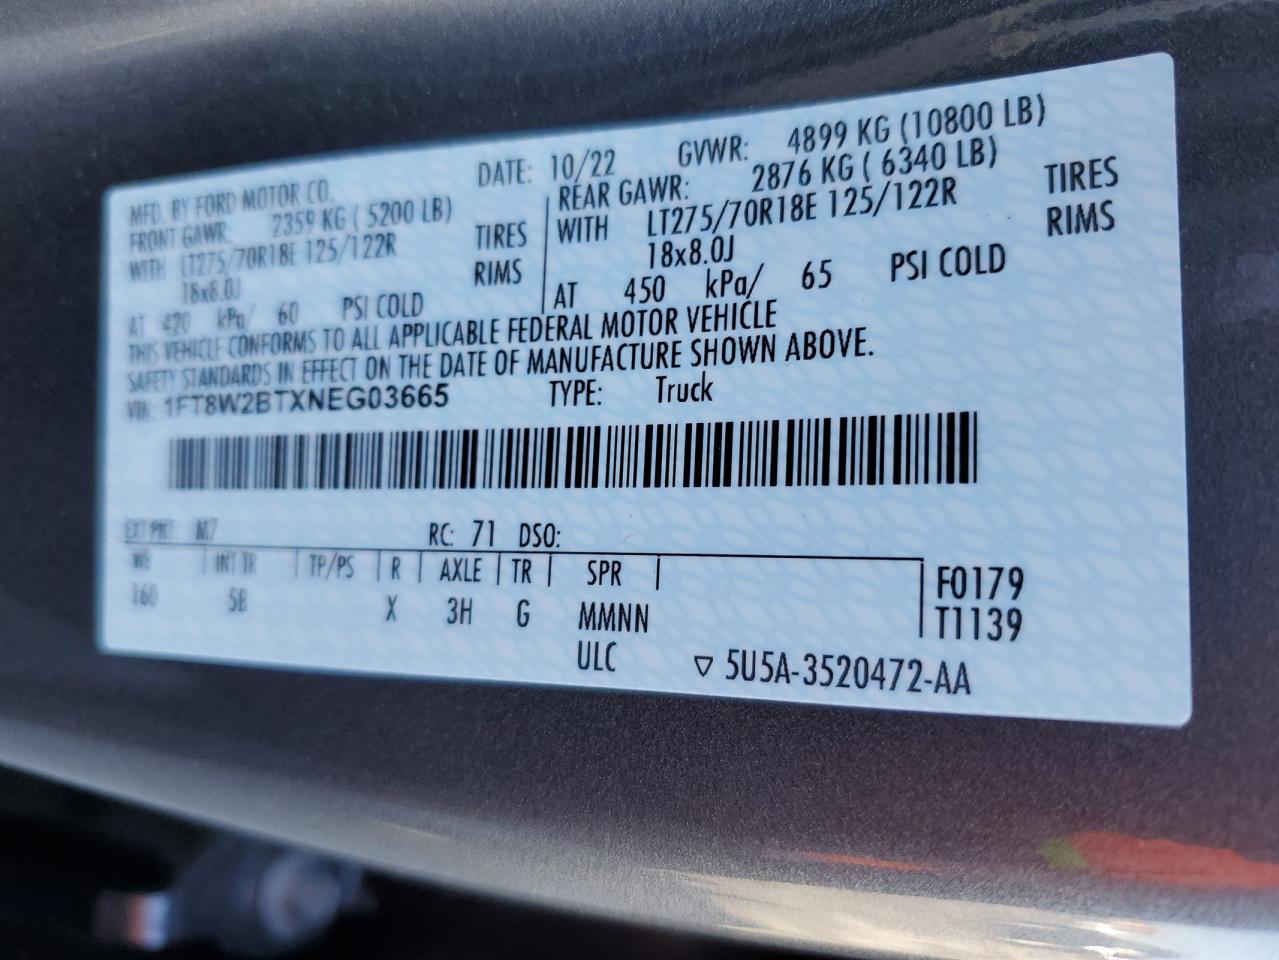 MFD. BY FORD MOTOR CO. DATE: 10/22 GVWR: 4899 KG (10800 LB)
FRONT GAWR: 2359 KG ( 5200 LB) REAR GAWR: 2876 KG ( 6340 LB)
WITH LT275/70R18E 125/122R TIRES WITH LT275/70R18E 125/122R TIRES
18x8.0J RIMS 18x8.0J RIMS
AT 420 kPa/ 60 PSI COLD AT 450 kPa/ 65 PSI COLD
THIS VEHICLE CONFORMS TO ALL APPLICABLE FEDERAL MOTOR VEHICLE
SAFETY STANDARDS IN EFFECT ON THE DATE OF MANUFACTURE SHOWN ABOVE.
VIN: 1FT8W2BTXNEG03665 TYPE: Truck
EXT PNT: M7 RC: 71 DSO:
WB INT TR TP/PS R AXLE TR SPR F0179
160 5B X 3H G MMNN T1139
ULC ▽ 5U5A-3520472-AA